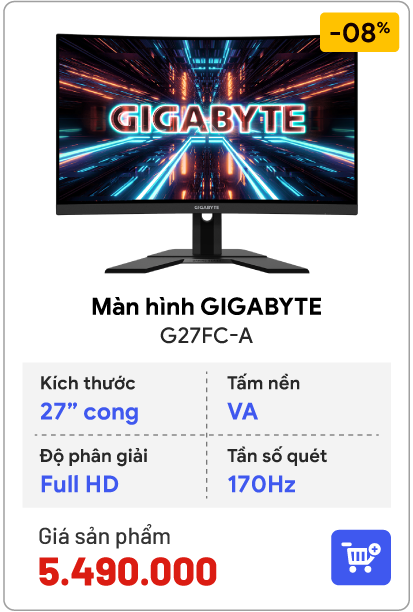 -08%
GIGABYTE
GIGABYTE
Màn hình GIGABYTE
G27FC-A
Kích thước
27” cong
Tấm nền
VA
Độ phân giải
Full HD
Tần số quét
170Hz
Giá sản phẩm
5.490.000